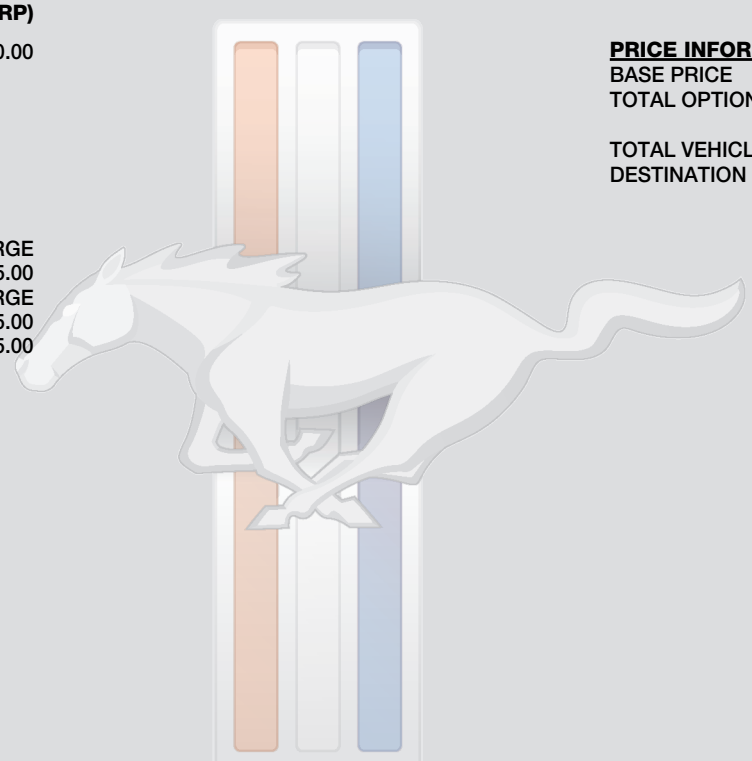 RP)
0.00
RGE
5.00
RGE
5.00
5.00
PRICE INFOR
BASE PRICE
TOTAL OPTION
TOTAL VEHICL
DESTINATION